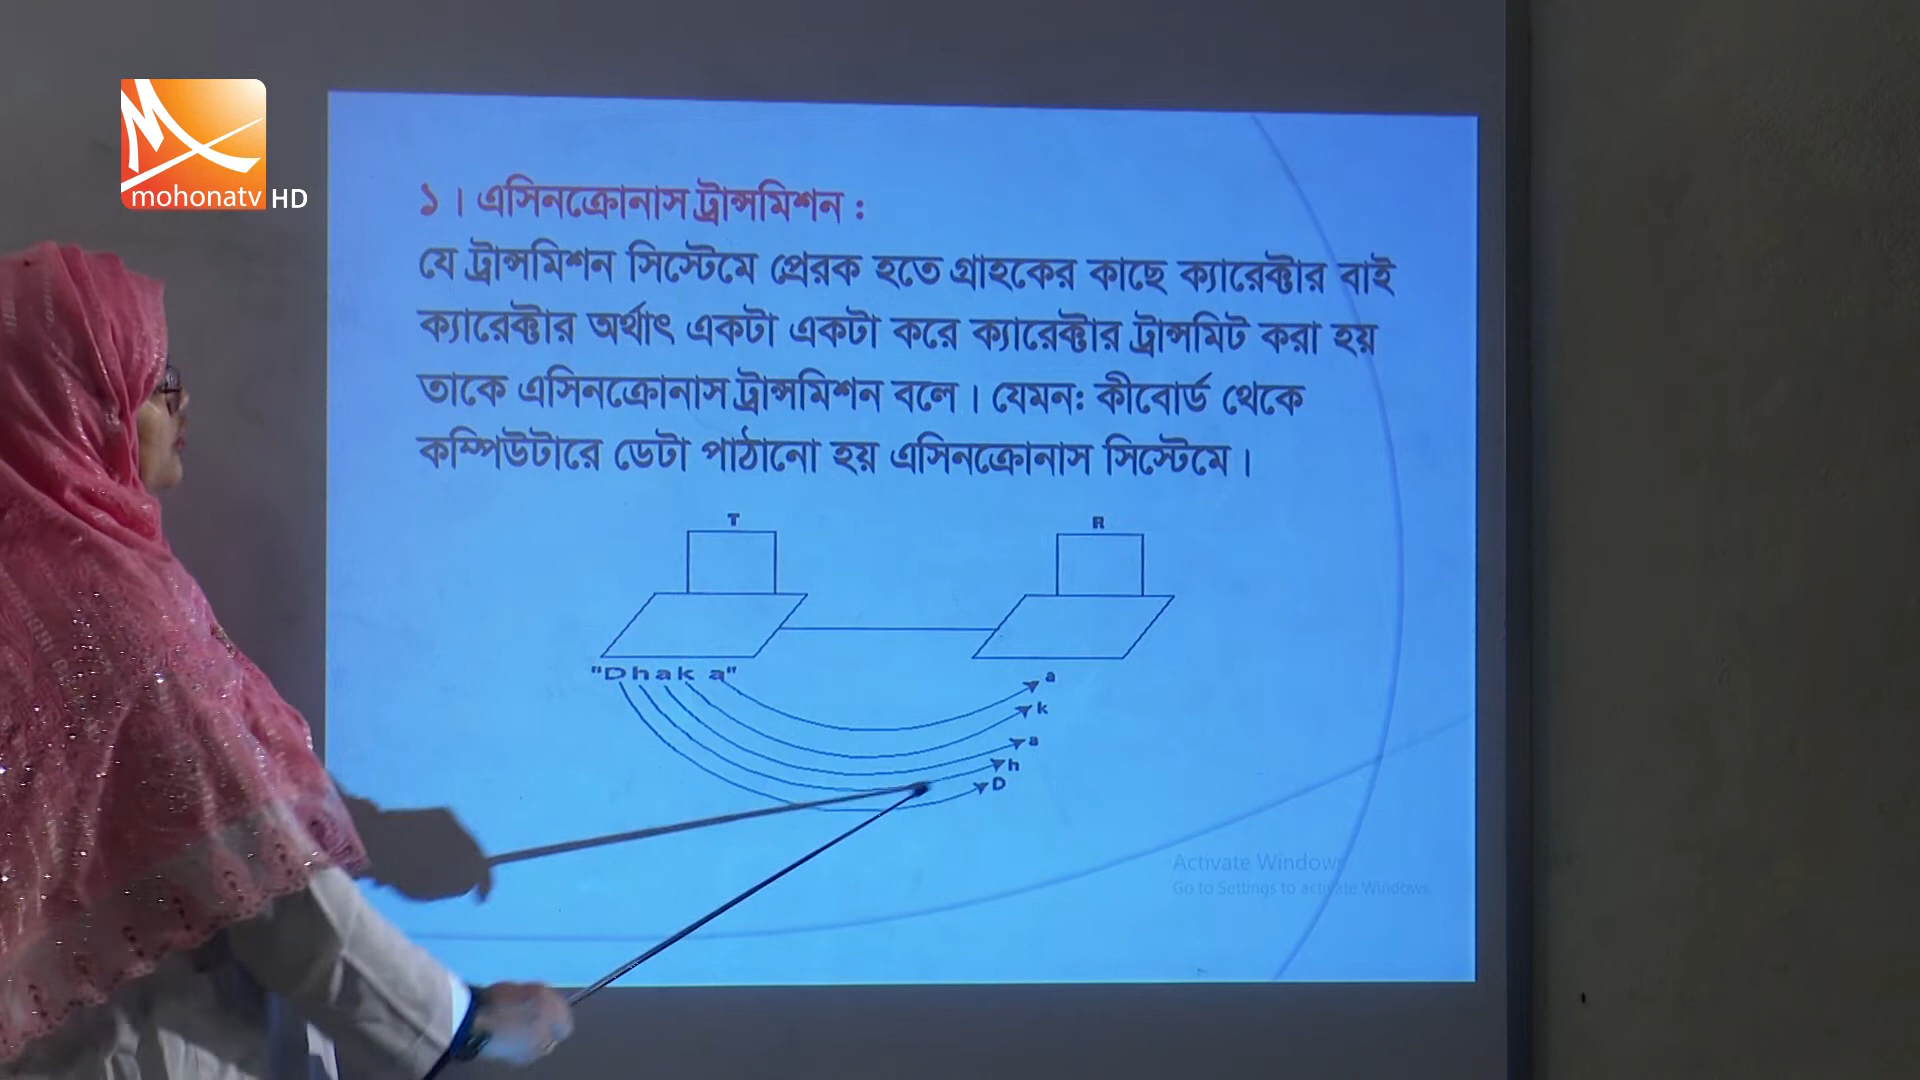 mohonatv HD
১। এসিনক্রোনাস ট্রান্সমিশন :
যে ট্রান্সমিশন সিস্টেমে প্রেরক হতে গ্রাহকের কাছে ক্যারেক্টার বাই
ক্যারেক্টার অর্থাৎ একটা একটা করে ক্যারেক্টার ট্রান্সমিট করা হয়
তাকে এসিনক্রোনাস ট্রান্সমিশন বলে। যেমন: কীবোর্ড থেকে
কম্পিউটারে ডেটা পাঠানো হয় এসিনক্রোনাস সিস্টেমে।
T R
"Dhak a"
a
k
a
h
D
Activate Windows
Go to Settings to activate Windows.